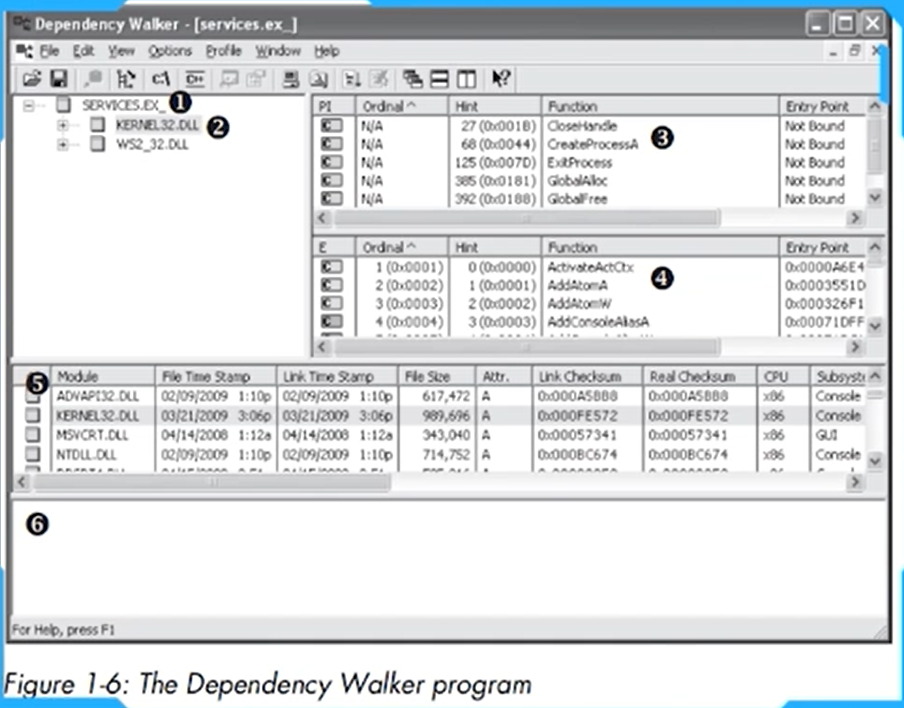 Dependency Walker - [services.ex_]
File Edit View Options Profile Window Help
SERVICES.EX_ ❶
KERNEL32.DLL ❷
WS2_32.DLL
PI Ordinal ^ Hint Function Entry Point
N/A 27 (0x001B) CloseHandle Not Bound
N/A 68 (0x0044) CreateProcessA ❸ Not Bound
N/A 125 (0x007D) ExitProcess Not Bound
N/A 385 (0x0181) GlobalAlloc Not Bound
N/A 392 (0x0188) GlobalFree Not Bound
E Ordinal ^ Hint Function Entry Point
1 (0x0001) 0 (0x0000) ActivateActCtx ❹ 0x0000A6E4
2 (0x0002) 1 (0x0001) AddAtomA 0x0003551D
3 (0x0003) 2 (0x0002) AddAtomW 0x000326F1
4 (0x0004) 3 (0x0003) AddConsoleAliasA 0x00071DFF
❺ Module File Time Stamp Link Time Stamp File Size Attr. Link Checksum Real Checksum CPU Subsyste
ADVAPI32.DLL 02/09/2009 1:10p 02/09/2009 1:10p 617,472 A 0x000A5BB8 0x000A5BB8 x86 Console
KERNEL32.DLL 03/21/2009 3:06p 03/21/2009 3:06p 989,696 A 0x000FE572 0x000FE572 x86 Console
MSVCRT.DLL 04/14/2008 1:12a 04/14/2008 1:12a 343,040 A 0x00057341 0x00057341 x86 GUI
NTDLL.DLL 02/09/2009 1:10p 02/09/2009 1:10p 714,752 A 0x000BC674 0x000BC674 x86 Console
❻
For Help, press F1
Figure 1-6: The Dependency Walker program